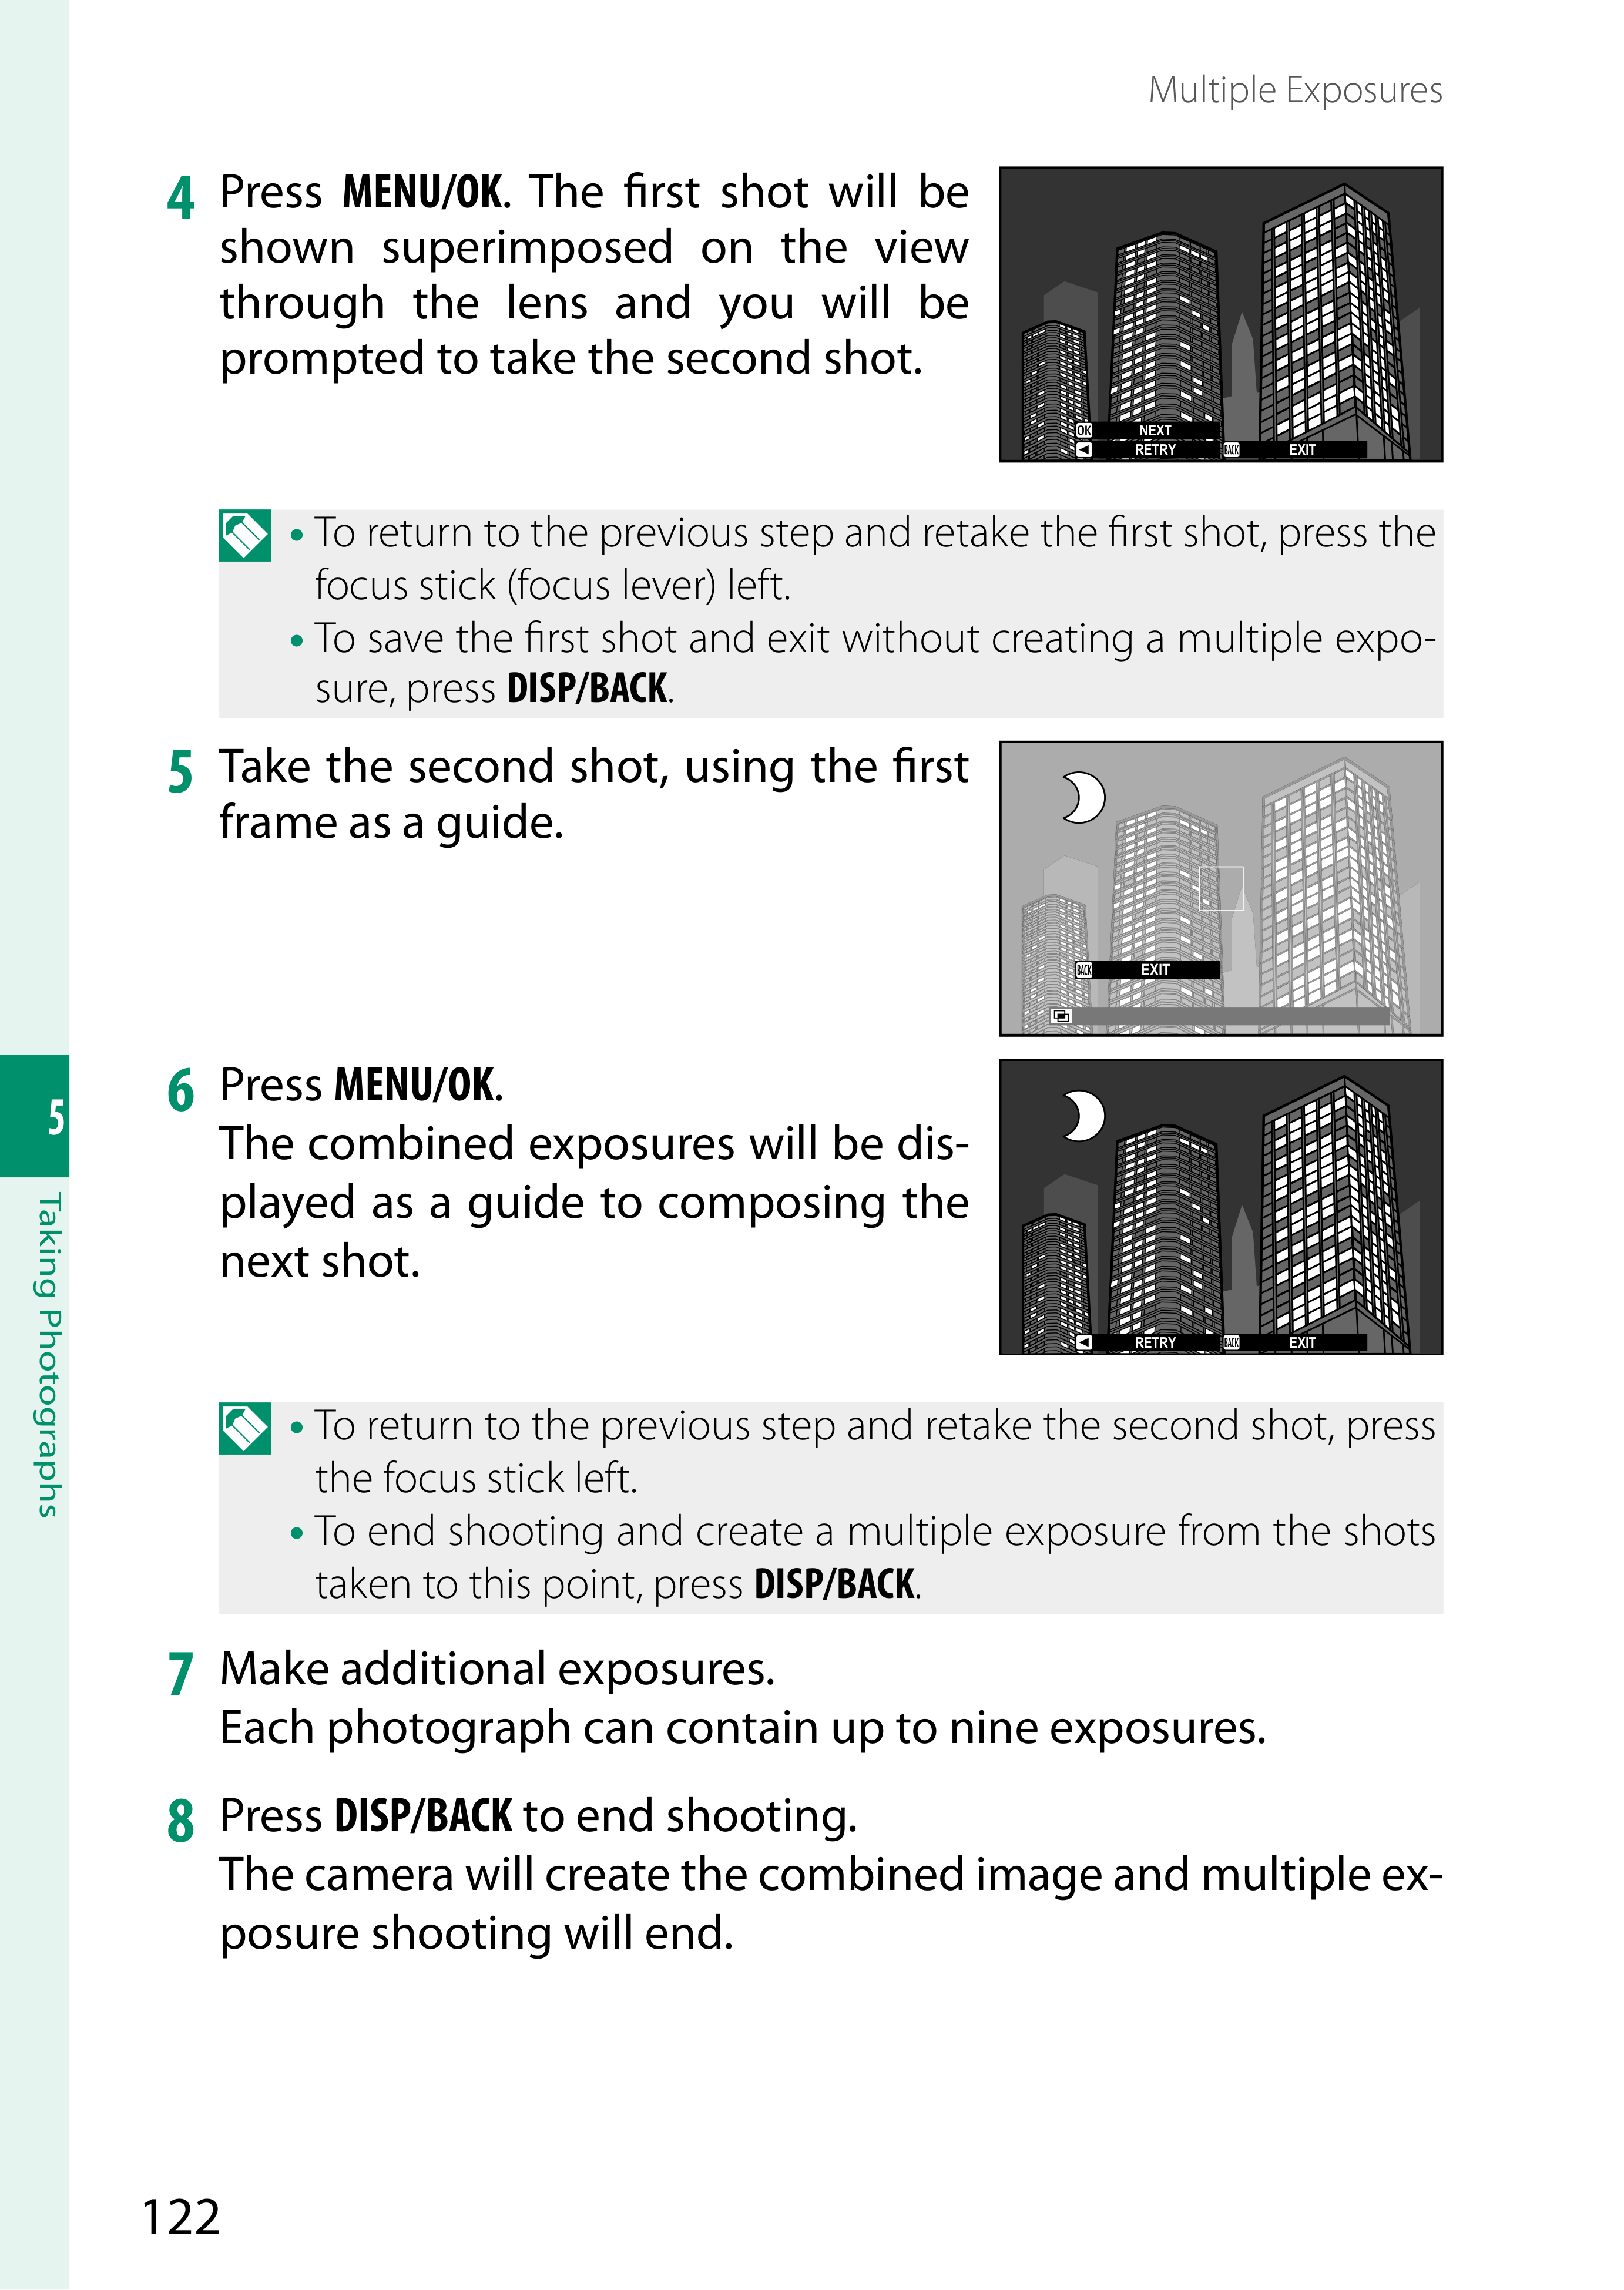 Multiple Exposures
4 Press MENU/OK. The first shot will be
shown superimposed on the view
through the lens and you will be
prompted to take the second shot.
OK NEXT
RETRY BACK EXIT
• To return to the previous step and retake the first shot, press the
focus stick (focus lever) left.
• To save the first shot and exit without creating a multiple expo-
sure, press DISP/BACK.
5 Take the second shot, using the first
frame as a guide.
BACK EXIT
6 Press MENU/OK.
The combined exposures will be dis-
played as a guide to composing the
next shot.
RETRY BACK EXIT
• To return to the previous step and retake the second shot, press
the focus stick left.
• To end shooting and create a multiple exposure from the shots
taken to this point, press DISP/BACK.
7 Make additional exposures.
Each photograph can contain up to nine exposures.
8 Press DISP/BACK to end shooting.
The camera will create the combined image and multiple ex-
posure shooting will end.
5
Taking Photographs
122